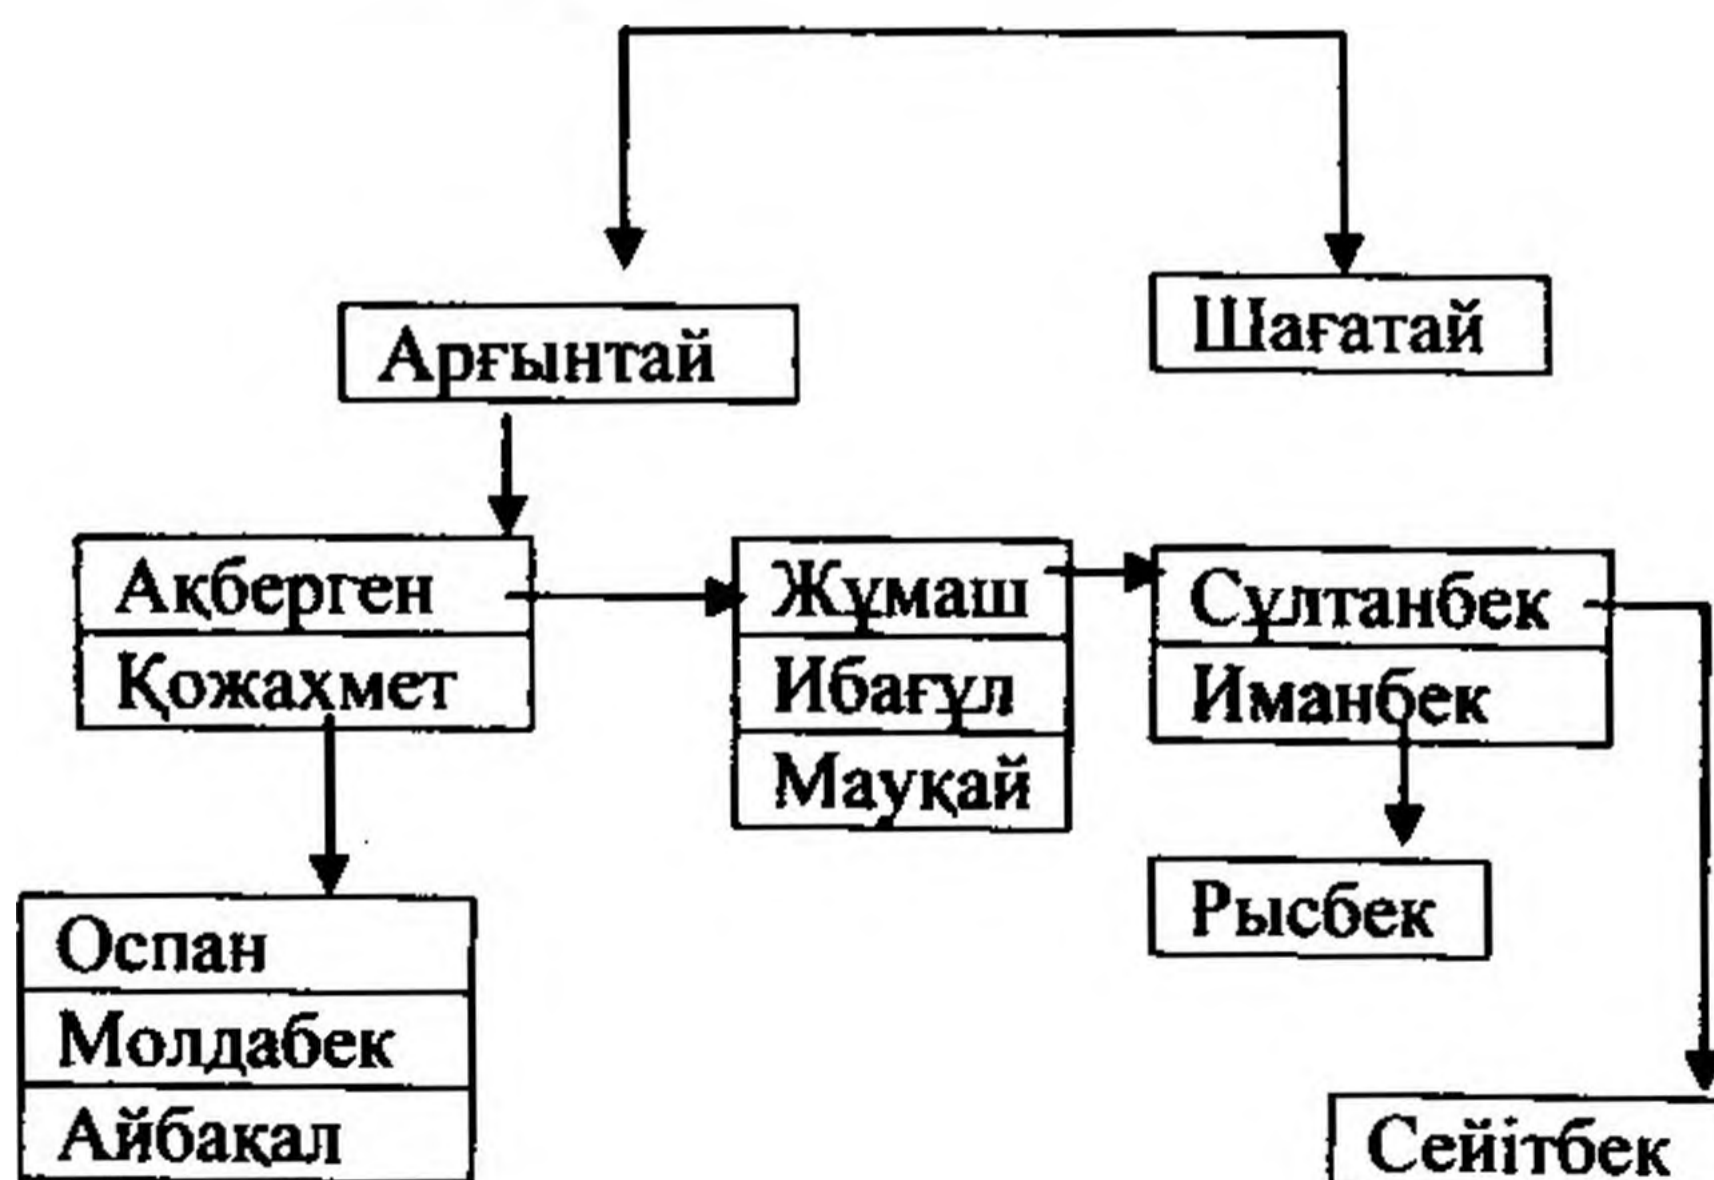 Арғынтай
Шағатай
Ақберген
Қожахмет
Жұмаш
Ибағұл
Мауқай
Сұлтанбек
Иманбек
Рысбек
Оспан
Молдабек
Айбақал
Сейітбек